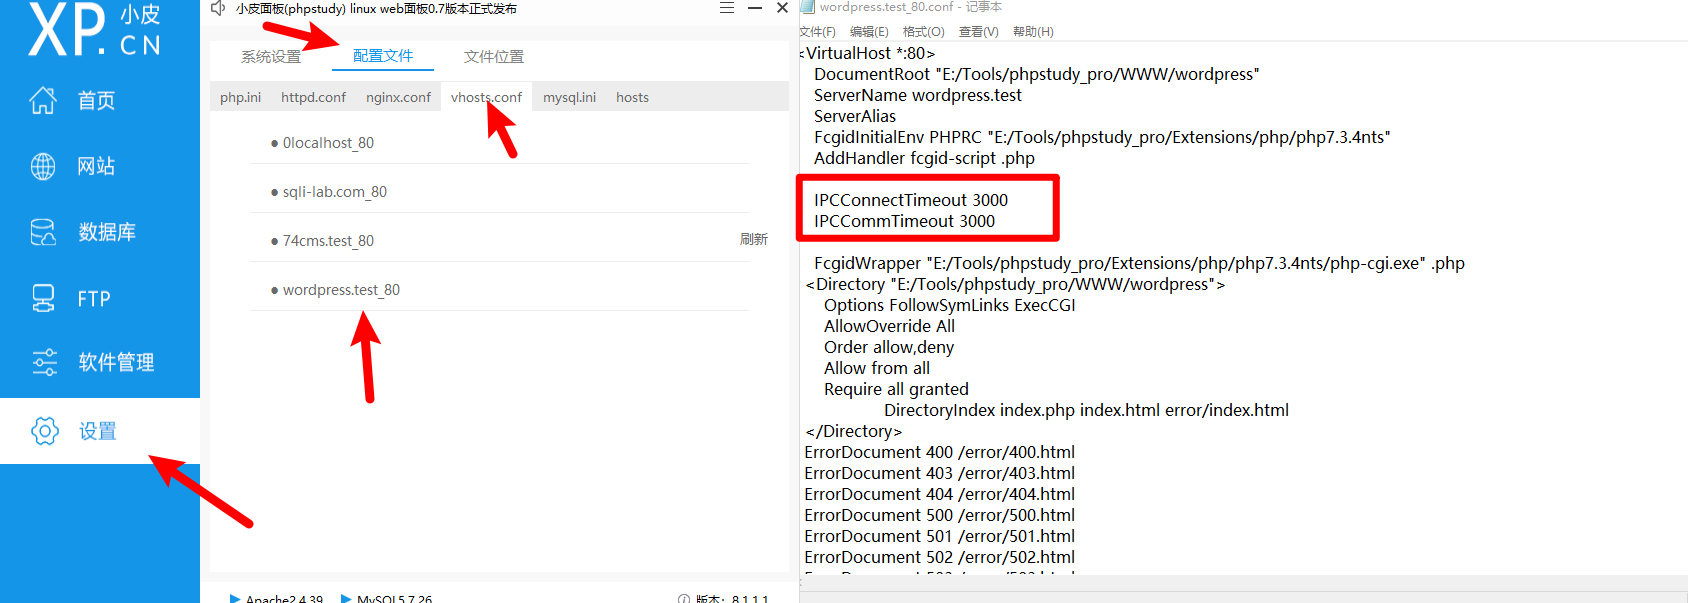 XP.CN 小皮
首页
网站
数据库
FTP
软件管理
设置
小皮面板(phpstudy) linux web面板0.7版本正式发布
系统设置 配置文件 文件位置
php.ini httpd.conf nginx.conf vhosts.conf mysql.ini hosts
● 0localhost_80
● sqli-lab.com_80
● 74cms.test_80
刷新
● wordpress.test_80
Apache2.4.39 MySQL5.7.26 版本: 8.1.1.1
wordpress.test_80.conf - 记事本
文件(F) 编辑(E) 格式(O) 查看(V) 帮助(H)
<VirtualHost *:80>
DocumentRoot "E:/Tools/phpstudy_pro/WWW/wordpress"
ServerName wordpress.test
ServerAlias
FcgidInitialEnv PHPRC "E:/Tools/phpstudy_pro/Extensions/php/php7.3.4nts"
AddHandler fcgid-script .php
IPCConnectTimeout 3000
IPCCommTimeout 3000
FcgidWrapper "E:/Tools/phpstudy_pro/Extensions/php/php7.3.4nts/php-cgi.exe" .php
<Directory "E:/Tools/phpstudy_pro/WWW/wordpress">
Options FollowSymLinks ExecCGI
AllowOverride All
Order allow,deny
Allow from all
Require all granted
DirectoryIndex index.php index.html error/index.html
</Directory>
ErrorDocument 400 /error/400.html
ErrorDocument 403 /error/403.html
ErrorDocument 404 /error/404.html
ErrorDocument 500 /error/500.html
ErrorDocument 501 /error/501.html
ErrorDocument 502 /error/502.html
ErrorDocument 503 /error/503.html